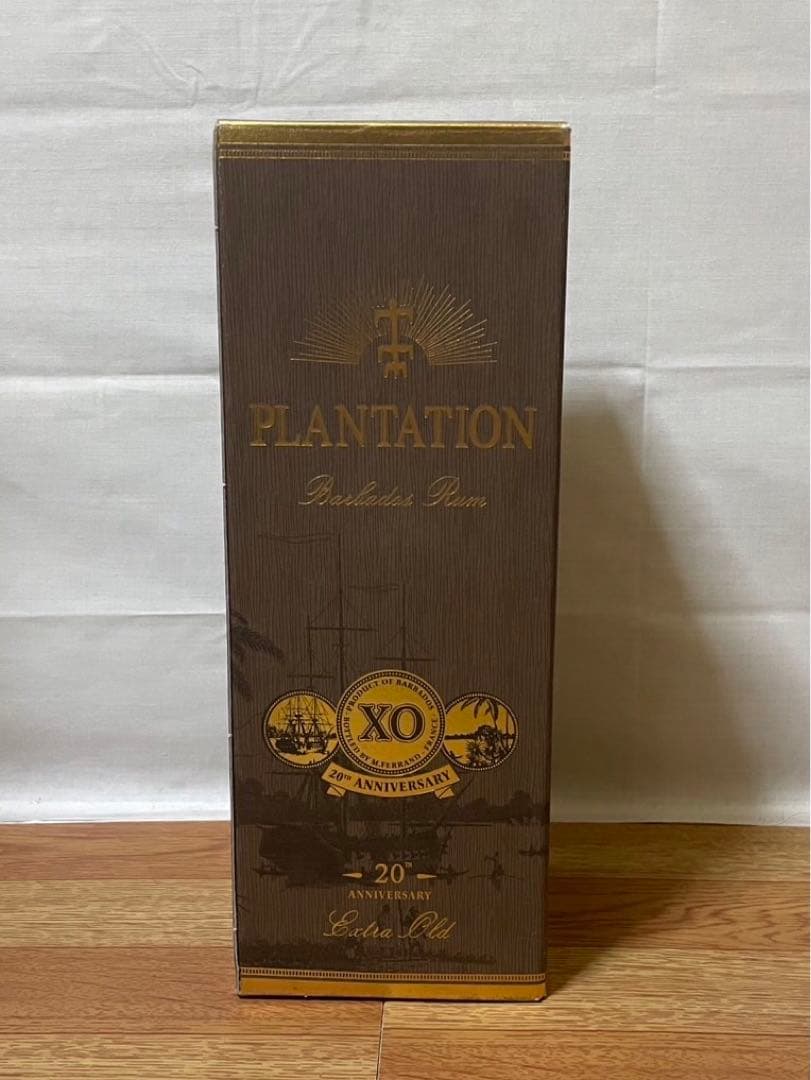 PLANTATION
Barbados Rum
PRODUCT OF BARBADOS
XO
BOTTLED BY M.FERRAND - FRANCE
20TH ANNIVERSARY
20TH
ANNIVERSARY
Extra Old